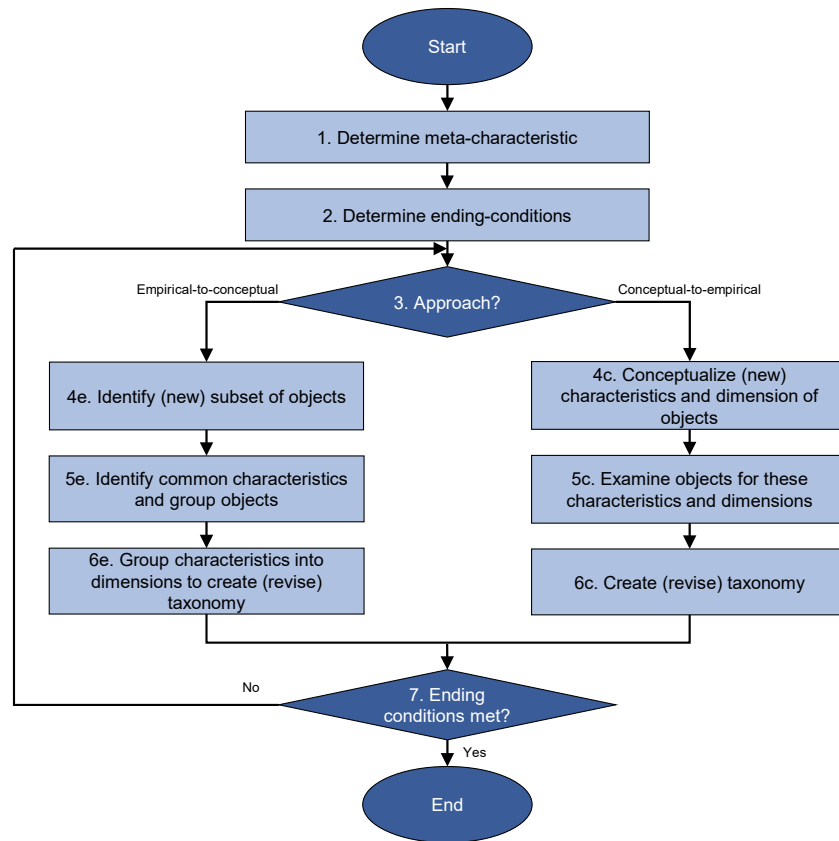 Start
1. Determine meta-characteristic
2. Determine ending-conditions
Empirical-to-conceptual
3. Approach?
Conceptual-to-empirical
4e. Identify (new) subset of objects
5e. Identify common characteristics
and group objects
6e. Group characteristics into
dimensions to create (revise)
taxonomy
4c. Conceptualize (new)
characteristics and dimension of
objects
5c. Examine objects for these
characteristics and dimensions
6c. Create (revise) taxonomy
No
7. Ending
conditions met?
Yes
End